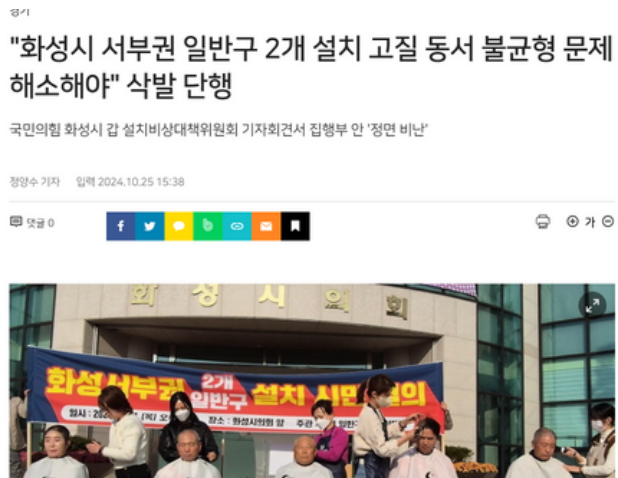 경기
"화성시 서부권 일반구 2개 설치 고질 동서 불균형 문제
해소해야" 삭발 단행
국민의힘 화성시 갑 설치비상대책위원회 기자회견서 집행부 안 '정면 비난'
정양수 기자 입력 2024.10.25 15:38
댓글 0
가
화성시의회
화성서부권 2개 일반구 설치 시민
일시 : 장소 : 화성시의회 앞 주관